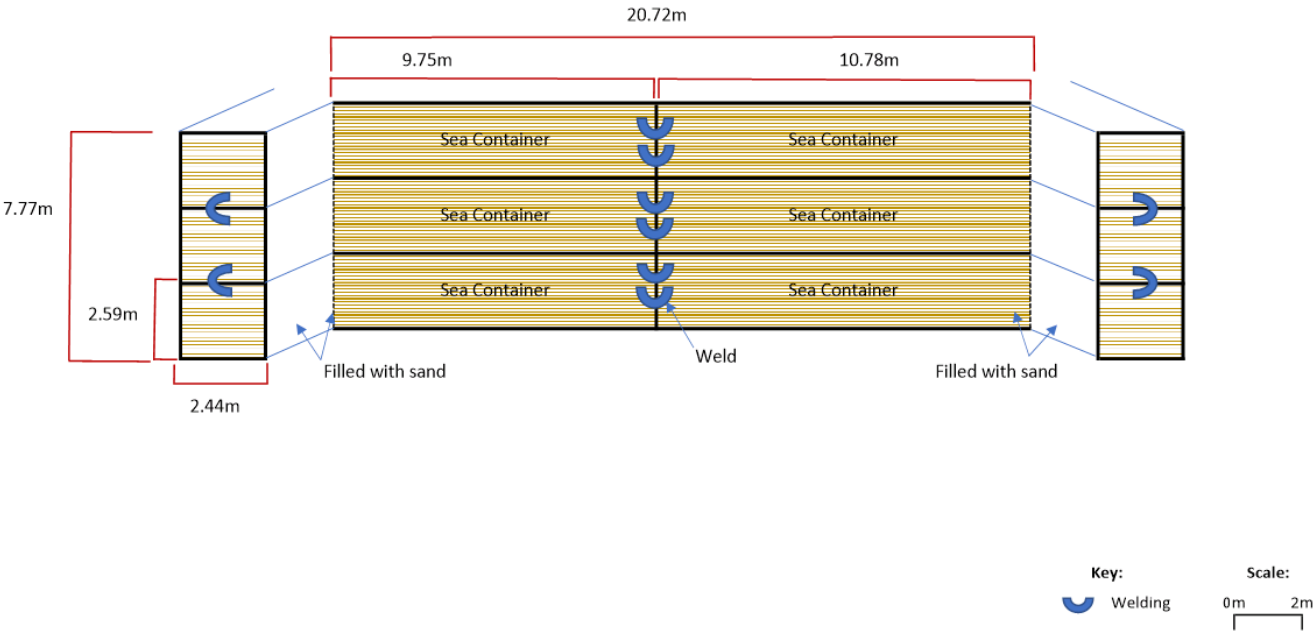 20.72m
9.75m
10.78m
Sea Container
Sea Container
7.77m
Sea Container
Sea Container
Sea Container
Sea Container
2.59m
Weld
Filled with sand
Filled with sand
2.44m
Key:
Scale:
Welding
0m
2m